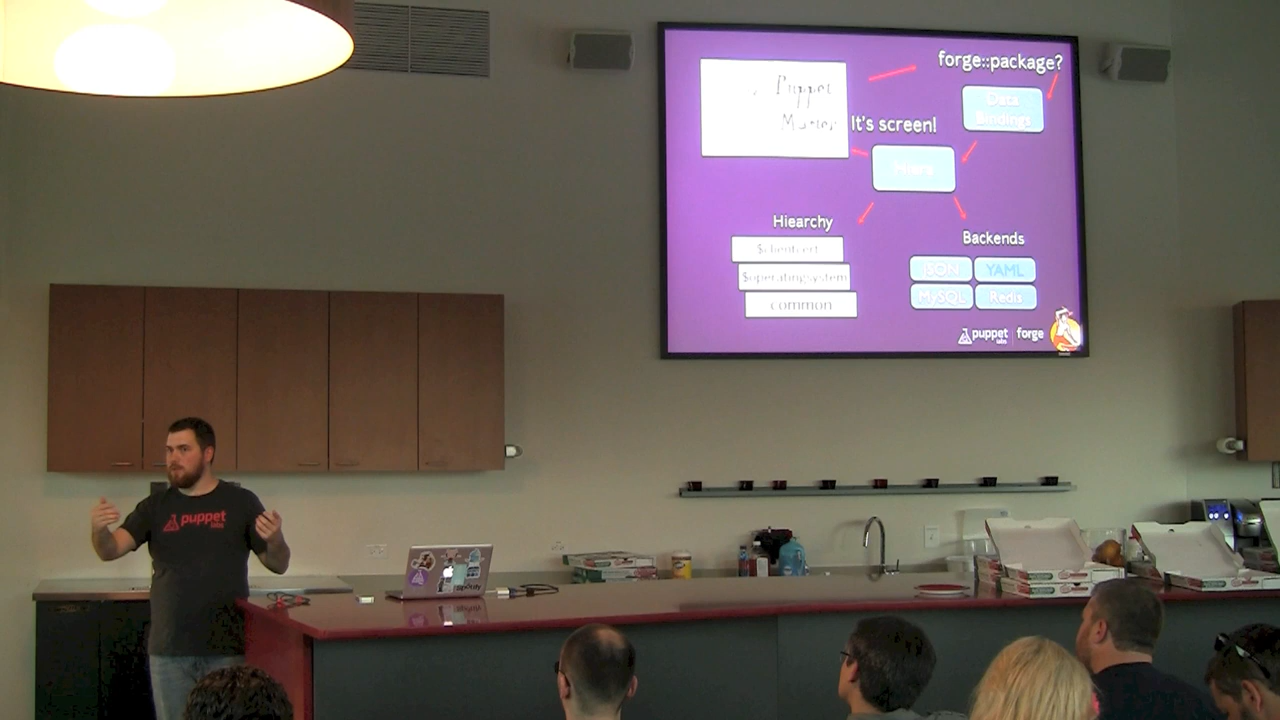 forge::package?
Puppet
Master
It's screen!
Data
Bindings
Hiera
Hiearchy
$clientcert
$operatingsystem
common
Backends
JSON
YAML
MySQL
Redis
puppet
labs
forge
puppet
labs